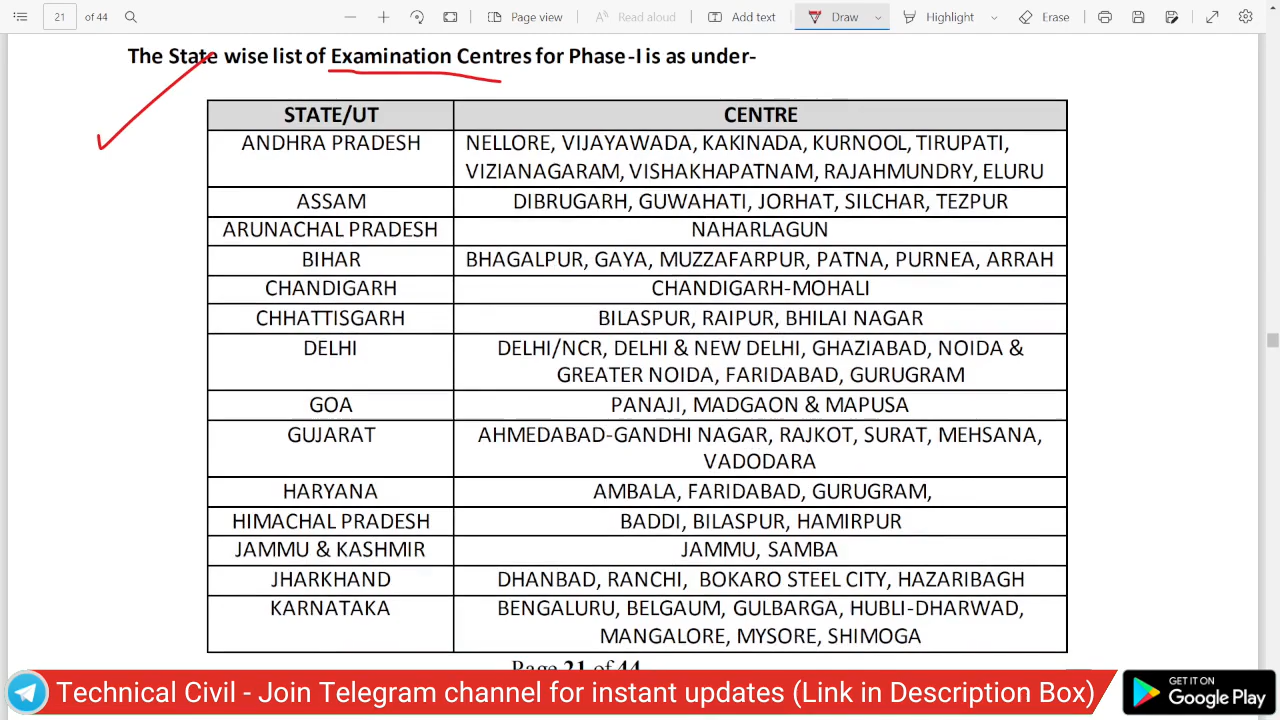 21 of 44 Page view Read aloud Add text Draw Highlight Erase
The State wise list of Examination Centres for Phase -I is as under-
STATE/UT CENTRE
ANDHRA PRADESH NELLORE, VIJAYAWADA, KAKINADA, KURNOOL, TIRUPATI,
VIZIANAGARAM, VISHAKHAPATNAM, RAJAHMUNDRY, ELURU
ASSAM DIBRUGARH, GUWAHATI, JORHAT, SILCHAR, TEZPUR
ARUNACHAL PRADESH NAHARLAGUN
BIHAR BHAGALPUR, GAYA, MUZZAFARPUR, PATNA, PURNEA, ARRAH
CHANDIGARH CHANDIGARH-MOHALI
CHHATTISGARH BILASPUR, RAIPUR, BHILAI NAGAR
DELHI DELHI/NCR, DELHI & NEW DELHI, GHAZIABAD, NOIDA &
GREATER NOIDA, FARIDABAD, GURUGRAM
GOA PANAJI, MADGAON & MAPUSA
GUJARAT AHMEDABAD-GANDHI NAGAR, RAJKOT, SURAT, MEHSANA,
VADODARA
HARYANA AMBALA, FARIDABAD, GURUGRAM,
HIMACHAL PRADESH BADDI, BILASPUR, HAMIRPUR
JAMMU & KASHMIR JAMMU, SAMBA
JHARKHAND DHANBAD, RANCHI, BOKARO STEEL CITY, HAZARIBAGH
KARNATAKA BENGALURU, BELGAUM, GULBARGA, HUBLI-DHARWAD,
MANGALORE, MYSORE, SHIMOGA
Page 21 of 44
Technical Civil - Join Telegram channel for instant updates (Link in Description Box)
GET IT ON
Google Play